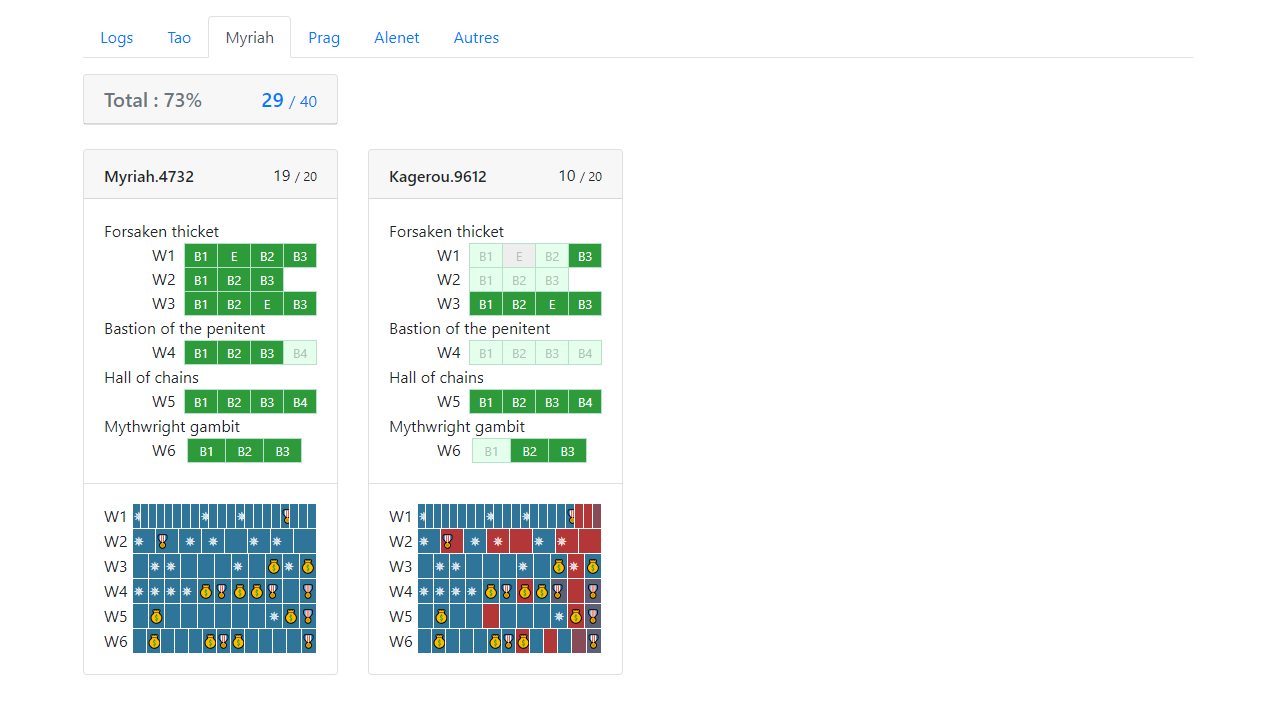 Logs Tao Myriah Prag Alenet Autres
Total : 73% 29 / 40
Myriah.4732 19 / 20
Forsaken thicket
W1 B1 E B2 B3
W2 B1 B2 B3
W3 B1 B2 E B3
Bastion of the penitent
W4 B1 B2 B3 B4
Hall of chains
W5 B1 B2 B3 B4
Mythwright gambit
W6 B1 B2 B3
W1
W2
W3
W4
W5
W6
Kagerou.9612 10 / 20
Forsaken thicket
W1 B1 E B2 B3
W2 B1 B2 B3
W3 B1 B2 E B3
Bastion of the penitent
W4 B1 B2 B3 B4
Hall of chains
W5 B1 B2 B3 B4
Mythwright gambit
W6 B1 B2 B3
W1
W2
W3
W4
W5
W6